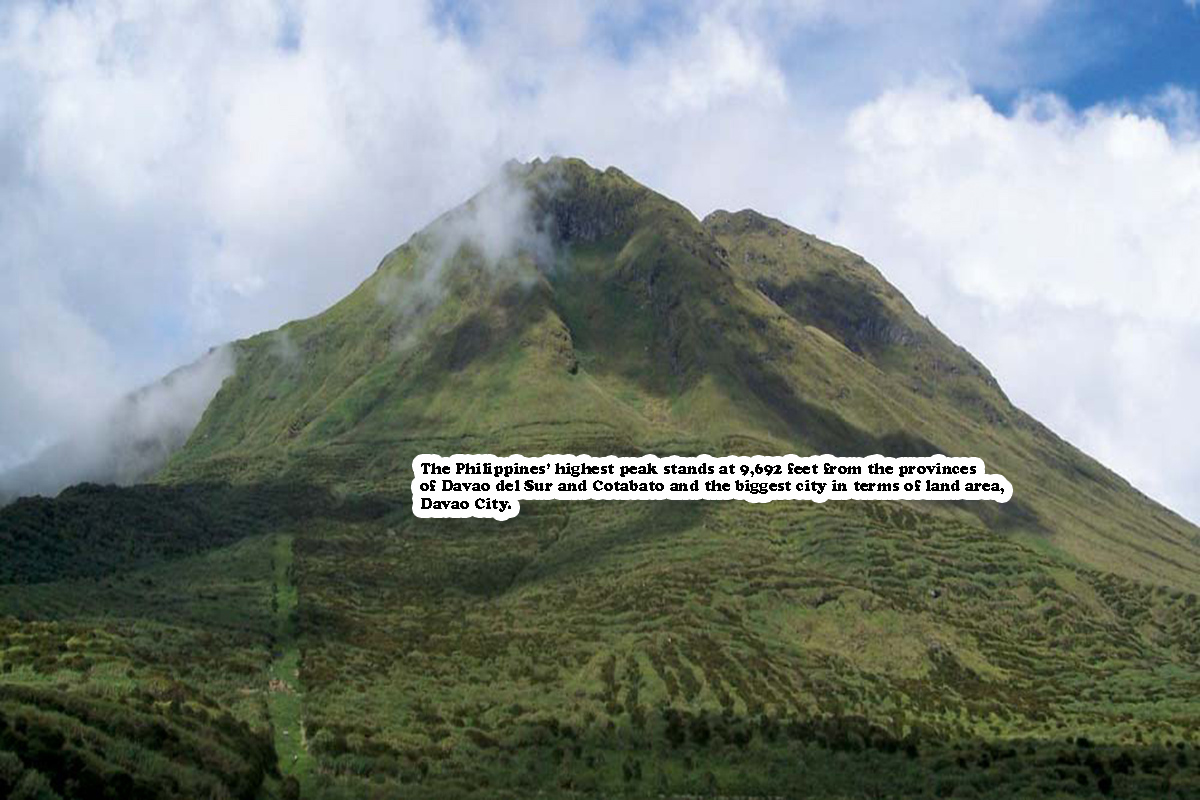 The Philippines' highest peak stands at 9,692 feet from the provinces
of Davao del Sur and Cotabato and the biggest city in terms of land area,
Davao City.